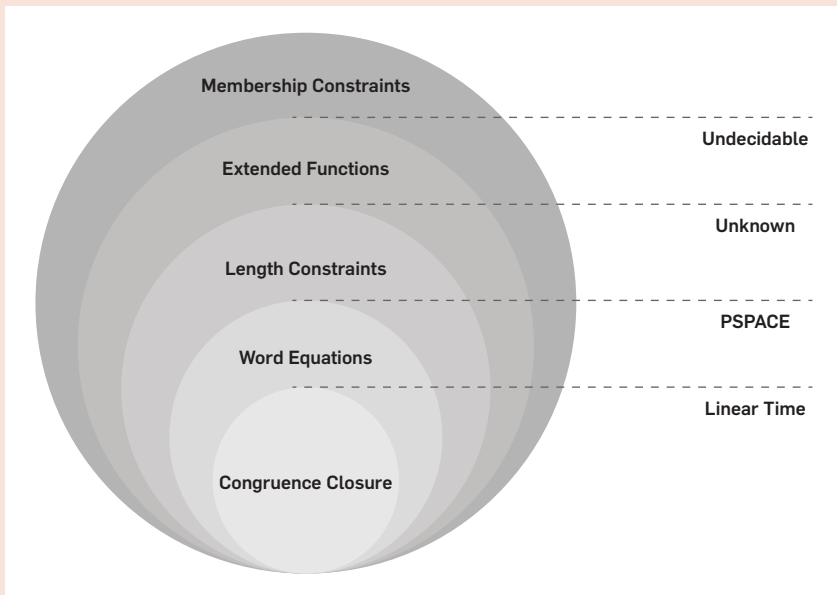 Membership Constraints
Undecidable
Extended Functions
Unknown
Length Constraints
PSPACE
Word Equations
Linear Time
Congruence Closure